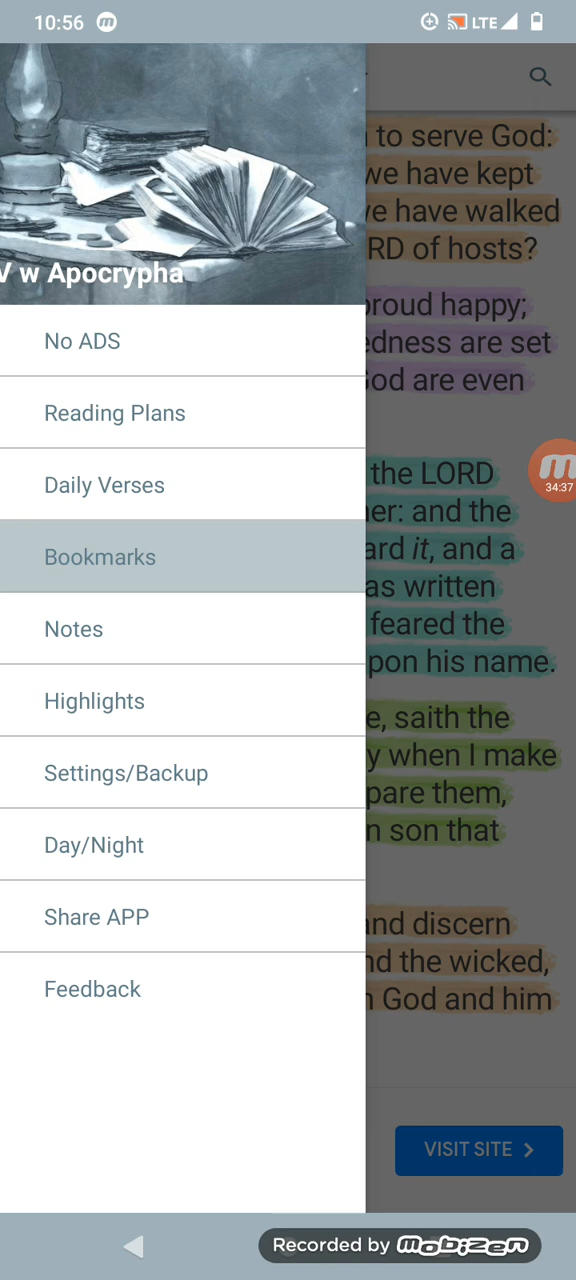 10:56 m LTE
V w Apocrypha
No ADS
Reading Plans
Daily Verses
Bookmarks
Notes
Highlights
Settings/Backup
Day/Night
Share APP
Feedback
to serve God:
we have kept
we have walked
RD of hosts?
proud happy;
edness are set
God are even
m
34:37
the LORD
er: and the
ard it, and a
as written
feared the
pon his name.
e, saith the
y when I make
pare them,
n son that
and discern
nd the wicked,
n God and him
VISIT SITE
Recorded by mobizen